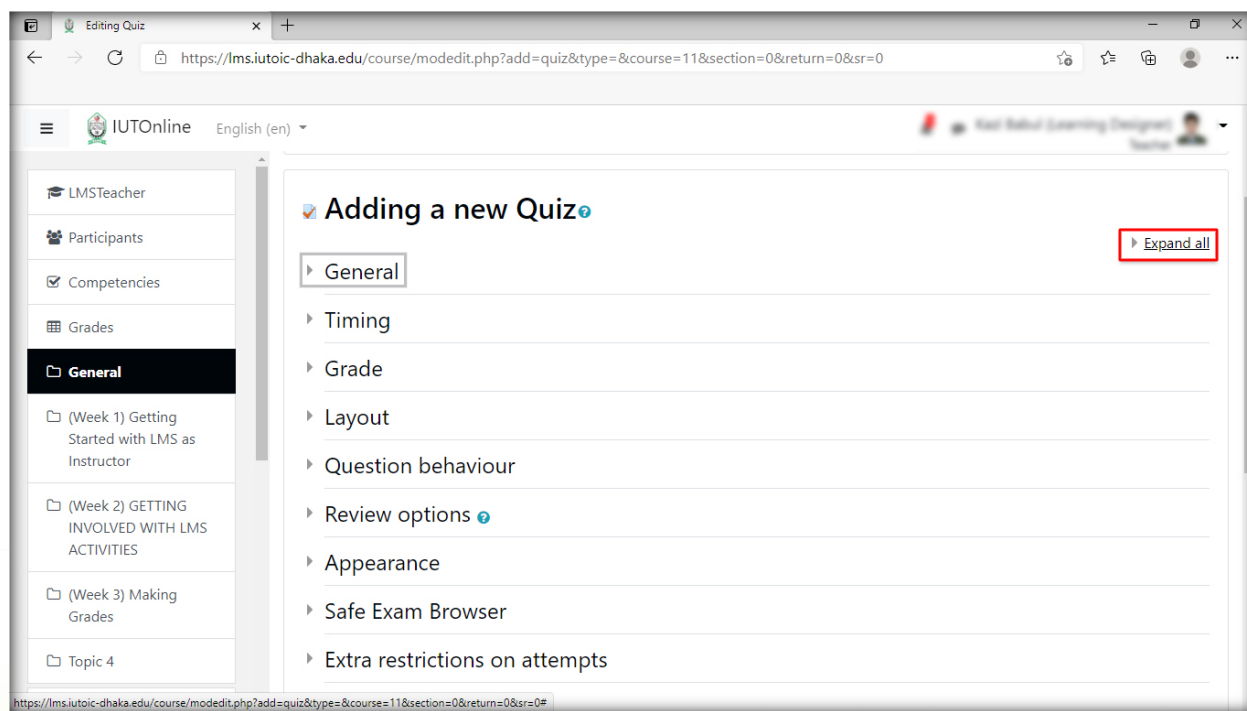 Editing Quiz
https://lms.iutoic-dhaka.edu/course/modedit.php?add=quiz&type=&course=11&section=0&return=0&sr=0
IUTOnline English (en)
LMSTeacher
Participants
Competencies
Grades
General
(Week 1) Getting
Started with LMS as
Instructor
(Week 2) GETTING
INVOLVED WITH LMS
ACTIVITIES
(Week 3) Making
Grades
Topic 4
Adding a new Quiz
Expand all
General
Timing
Grade
Layout
Question behaviour
Review options
Appearance
Safe Exam Browser
Extra restrictions on attempts
https://lms.iutoic-dhaka.edu/course/modedit.php?add=quiz&type=&course=11&section=0&return=0&sr=0#